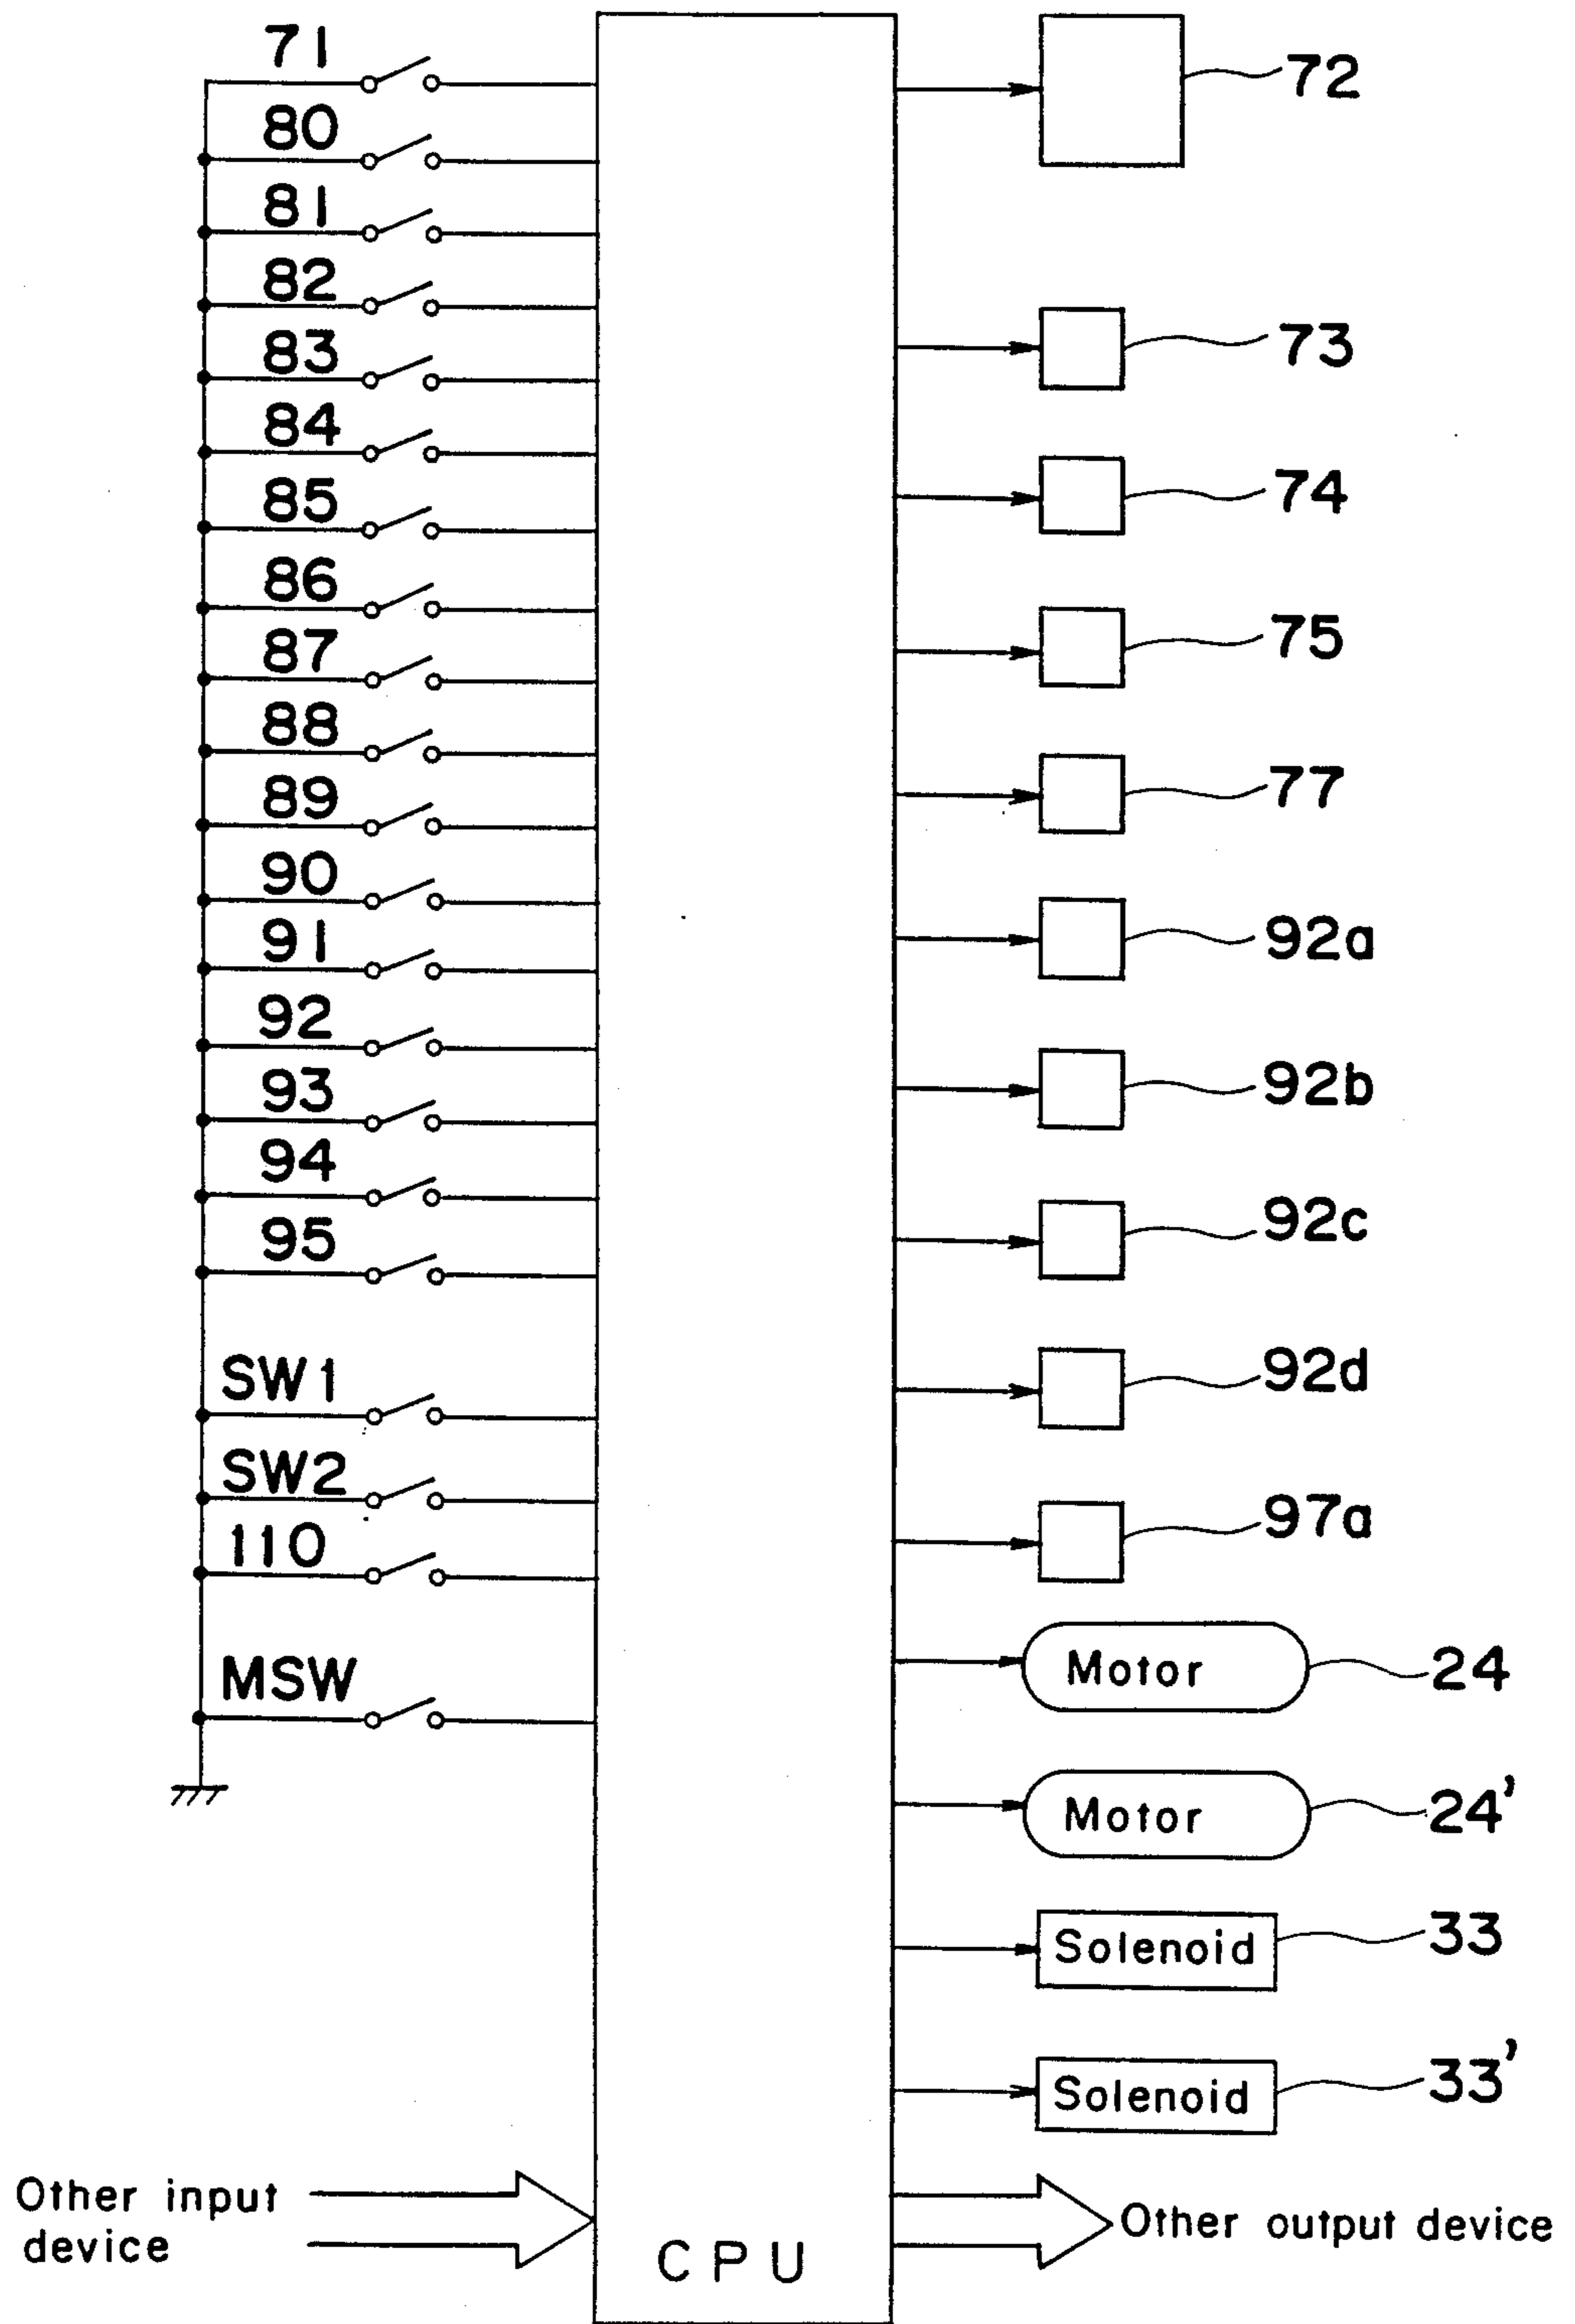 71
80
81
82
83
84
85
86
87
88
89
90
91
92
93
94
95
SW1
SW2
110
MSW
Other input
device
CPU
72
73
74
75
77
92a
92b
92c
92d
97a
Motor 24
Motor 24'
Solenoid 33
Solenoid 33'
Other output device